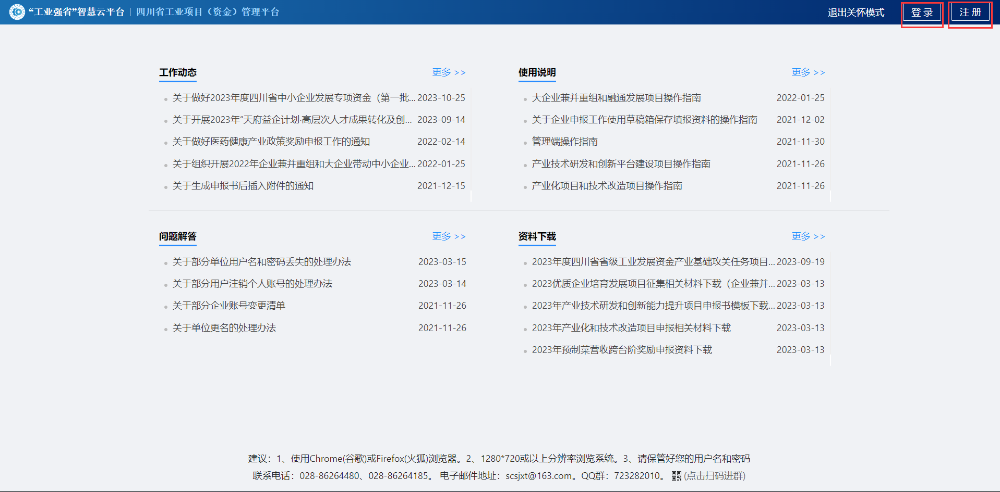 “工业强省”智慧云平台 | 四川省工业项目（资金）管理平台
退出关怀模式
登 录
注 册
工作动态
更多 >>
关于做好2023年度四川省中小企业发展专项资金（第一批... 2023-10-25
关于开展2023年“天府益企计划·高层次人才成果转化及创... 2023-09-14
关于做好医药健康产业政策奖励申报工作的通知 2022-02-14
关于组织开展2022年企业兼并重组和大企业带动中小企业... 2022-01-25
关于生成申报书后插入附件的通知 2021-12-15
使用说明
更多 >>
大企业兼并重组和融通发展项目操作指南 2022-01-25
关于企业申报工作使用草稿箱保存填报资料的操作指南 2021-12-02
管理端操作指南 2021-11-30
产业技术研发和创新平台建设项目操作指南 2021-11-26
产业化项目和技术改造项目操作指南 2021-11-26
问题解答
更多 >>
关于部分单位用户名和密码丢失的处理办法 2023-03-15
关于部分用户注销个人账号的处理办法 2023-03-14
关于部分企业账号变更清单 2021-11-26
关于单位更名的处理办法 2021-11-26
资料下载
更多 >>
2023年度四川省省级工业发展资金产业基础攻关任务项目... 2023-09-19
2023优质企业培育发展项目征集相关材料下载（企业兼并... 2023-03-13
2023年产业技术研发和创新能力提升项目申报书模板下载... 2023-03-13
2023年产业化和技术改造项目申报相关材料下载 2023-03-13
2023年预制菜营收跨台阶奖励申报资料下载 2023-03-13
建议：1、使用Chrome(谷歌)或Firefox(火狐)浏览器。2、1280*720或以上分辨率浏览系统。3、请保管好您的用户名和密码
联系电话：028-86264480、028-86264185。 电子邮件地址：scsjxt@163.com。QQ群：723282010。 (点击扫码进群)